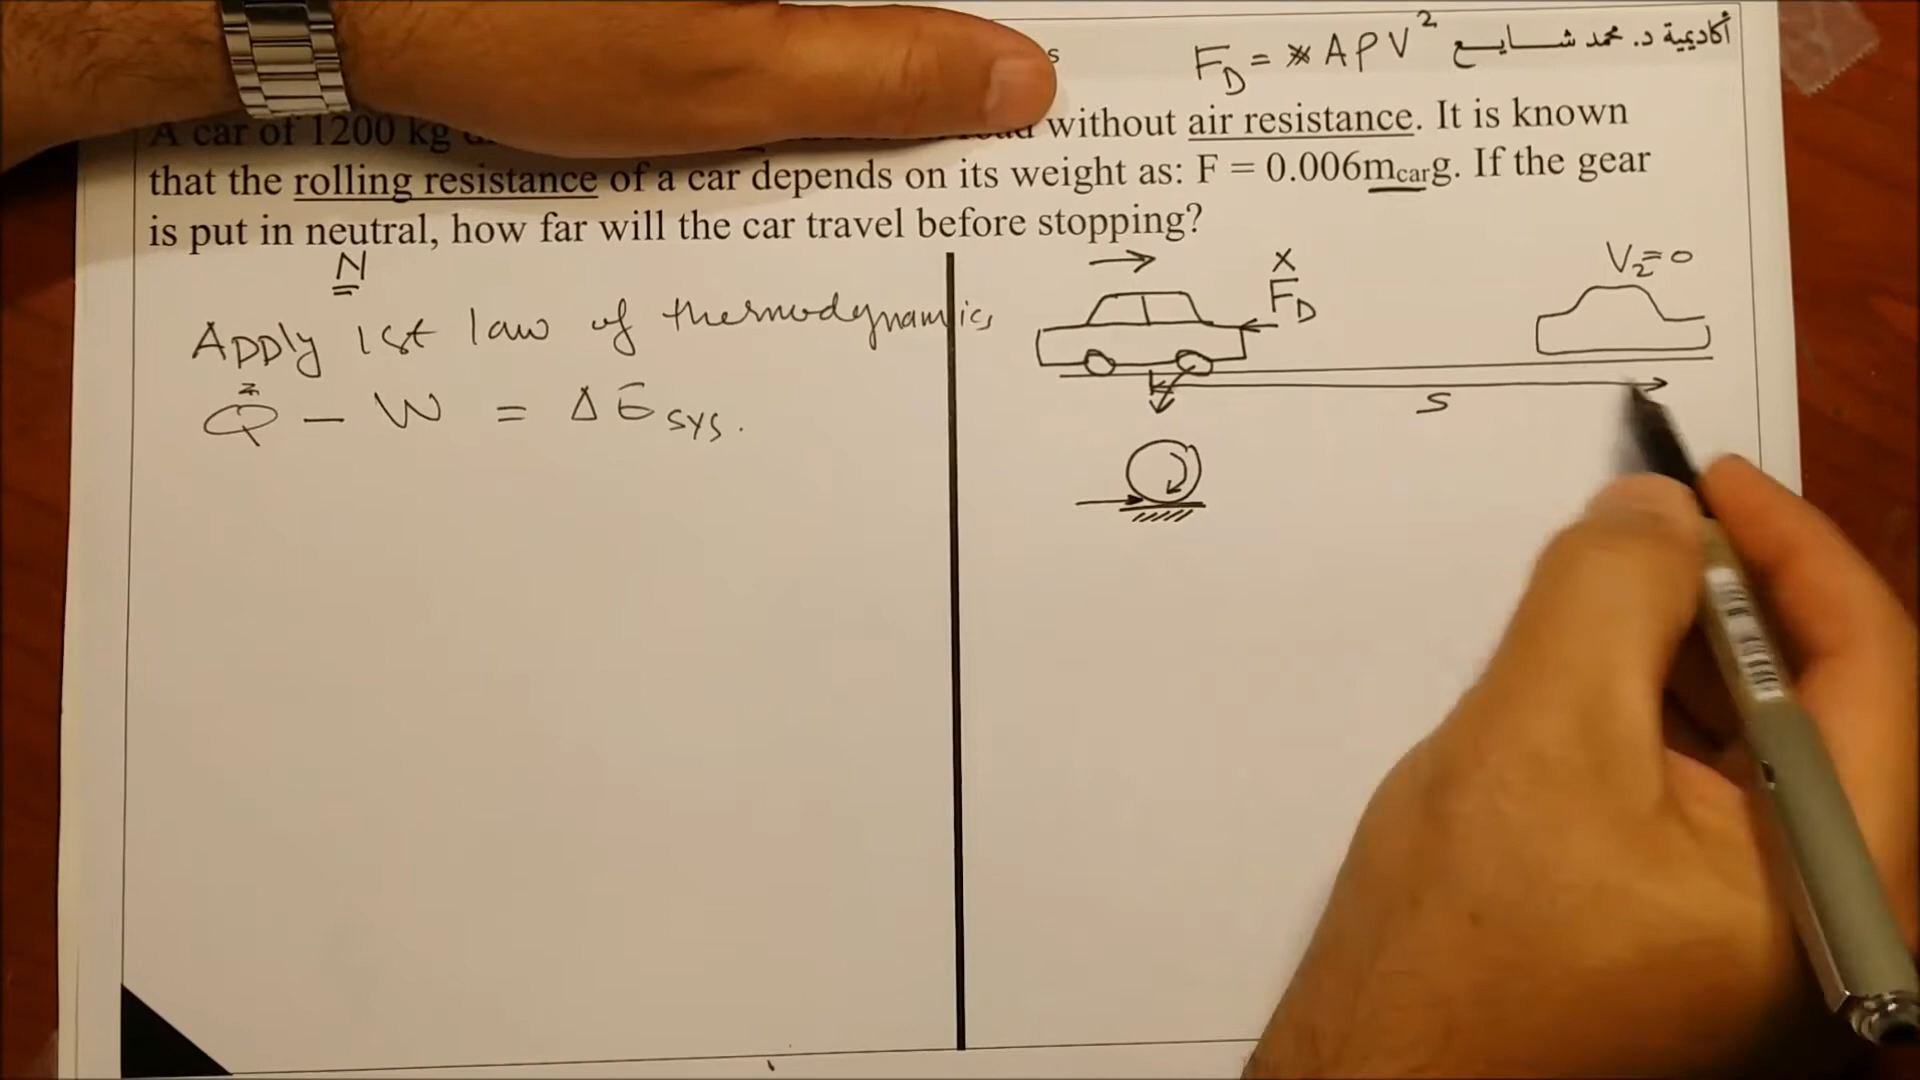 s
F_D = * A ρ V² أكاديمية د. محمد شايع
A car of 1200 kg without air resistance. It is known
that the rolling resistance of a car depends on its weight as: F = 0.006m_car g. If the gear
is put in neutral, how far will the car travel before stopping?
N
Apply 1st law of thermodynamics
Q - W = ΔE sys.
X
F_D
V₂=0
S